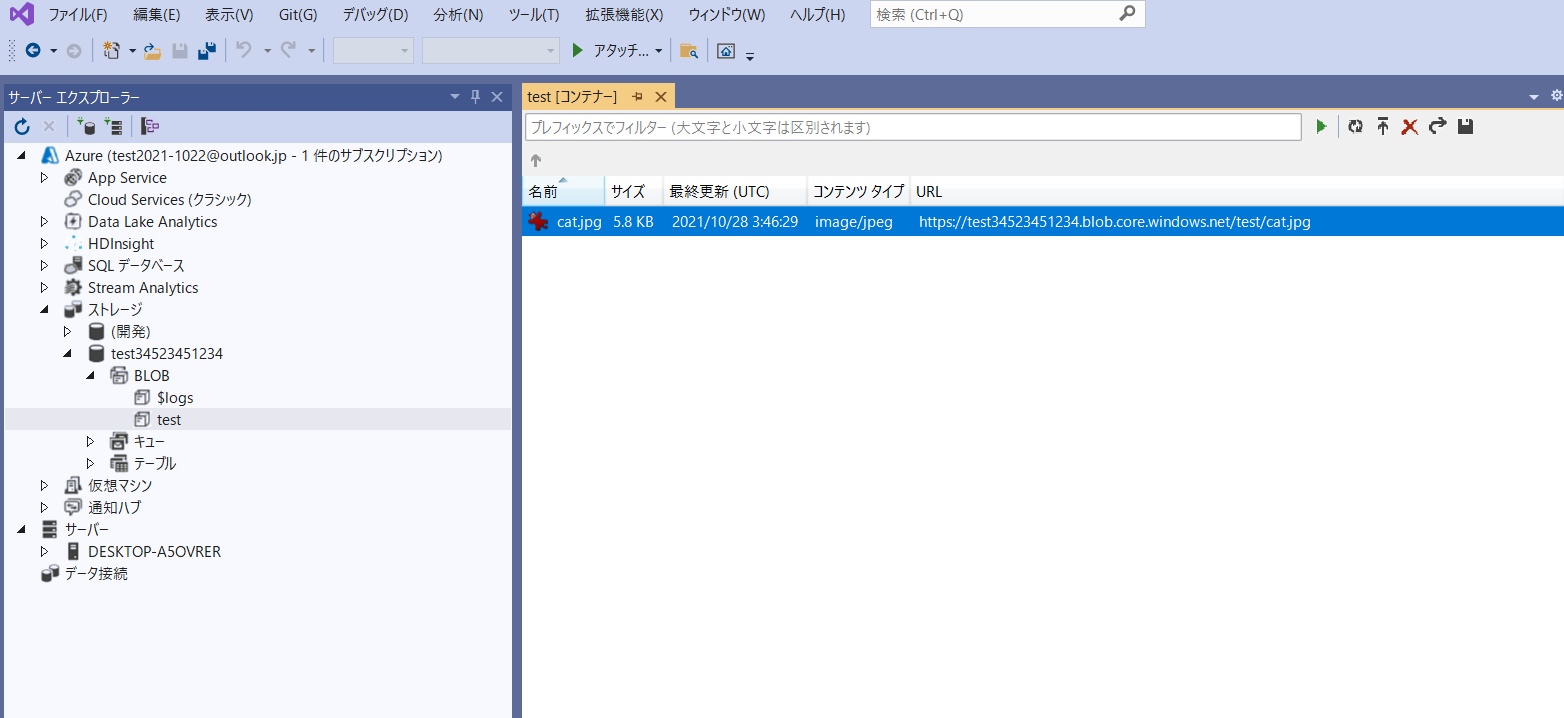 ファイル(F) 編集(E) 表示(V) Git(G) デバッグ(D) 分析(N) ツール(T) 拡張機能(X) ウィンドウ(W) ヘルプ(H) 検索 (Ctrl+Q)
アタッチ...
サーバー エクスプローラー
Azure (test2021-1022@outlook.jp - 1 件のサブスクリプション)
App Service
Cloud Services (クラシック)
Data Lake Analytics
HDInsight
SQL データベース
Stream Analytics
ストレージ
(開発)
test34523451234
BLOB
$logs
test
キュー
テーブル
仮想マシン
通知ハブ
サーバー
DESKTOP-A5OVRER
データ接続
test [コンテナー]
プレフィックスでフィルター (大文字と小文字は区別されます)
名前 サイズ 最終更新 (UTC) コンテンツ タイプ URL
cat.jpg 5.8 KB 2021/10/28 3:46:29 image/jpeg https://test34523451234.blob.core.windows.net/test/cat.jpg